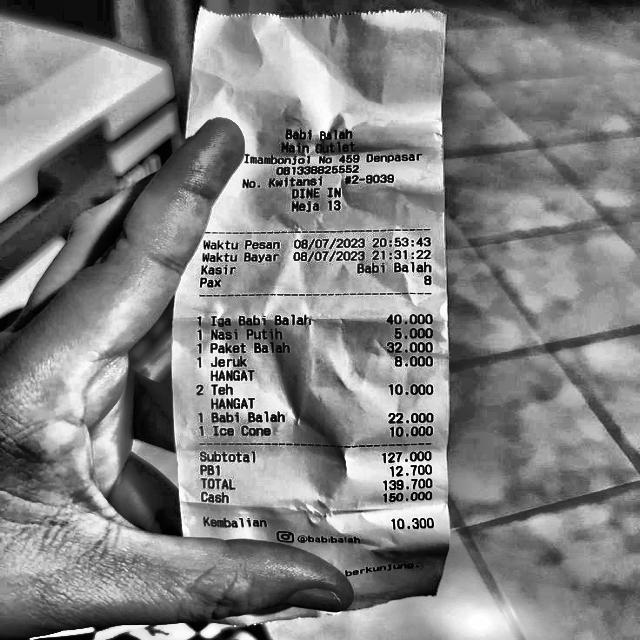 Babi Balah
Main Outlet
Imambonjol No 459 Denpasar
081338825552
No. Kwitansi #2-9039
DINE IN
Meja 13
Waktu Pesan 08/07/2023 20:53:43
Waktu Bayar 08/07/2023 21:31:22
Kasir Babi Balah
Pax 8
1 Iga Babi Balah 40.000
1 Nasi Putih 5.000
1 Paket Balah 32.000
1 Jeruk 8.000
HANGAT
2 Teh 10.000
HANGAT
1 Babi Balah 22.000
1 Ice Cone 10.000
Subtotal 127.000
PB1 12.700
TOTAL 139.700
Cash 150.000
Kembalian 10.300
@babibalah
berkunjung.